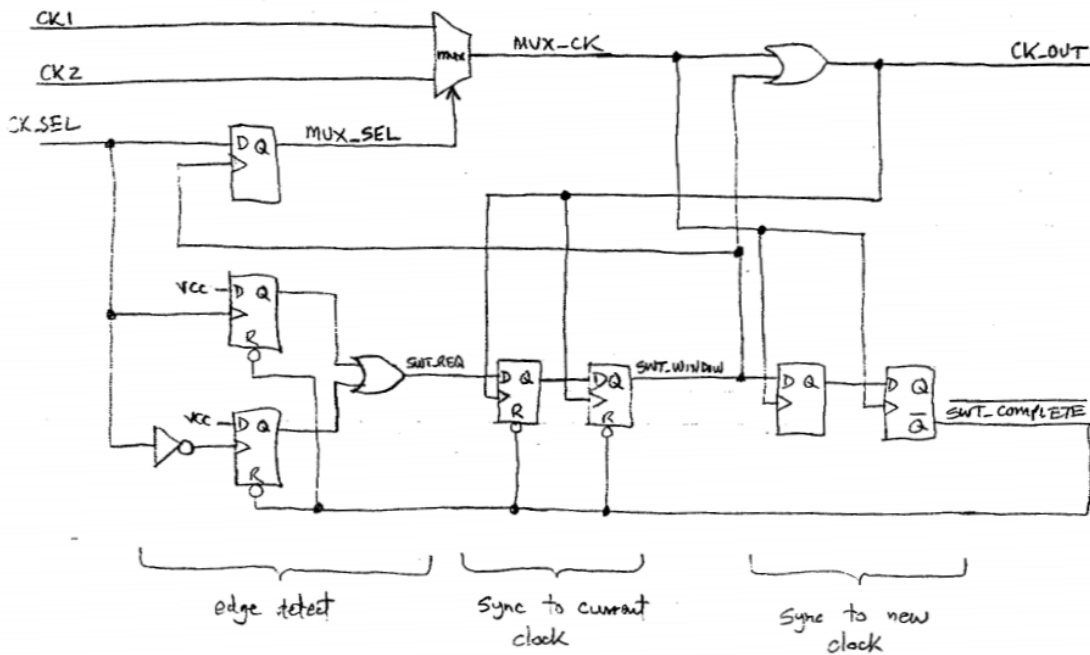 CK1
MUX_CK
CK_OUT
mux
CK2
CK_SEL
D Q
MUX_SEL
VCC
D Q
R
SWT_REQ
D Q
R
SWT_WINDOW
D Q
R
D Q
D Q
Q̅
S̅W̅T̅_̅C̅O̅M̅P̅L̅E̅T̅E̅
VCC
D Q
R
edge detect
Sync to current
clock
Sync to new
clock